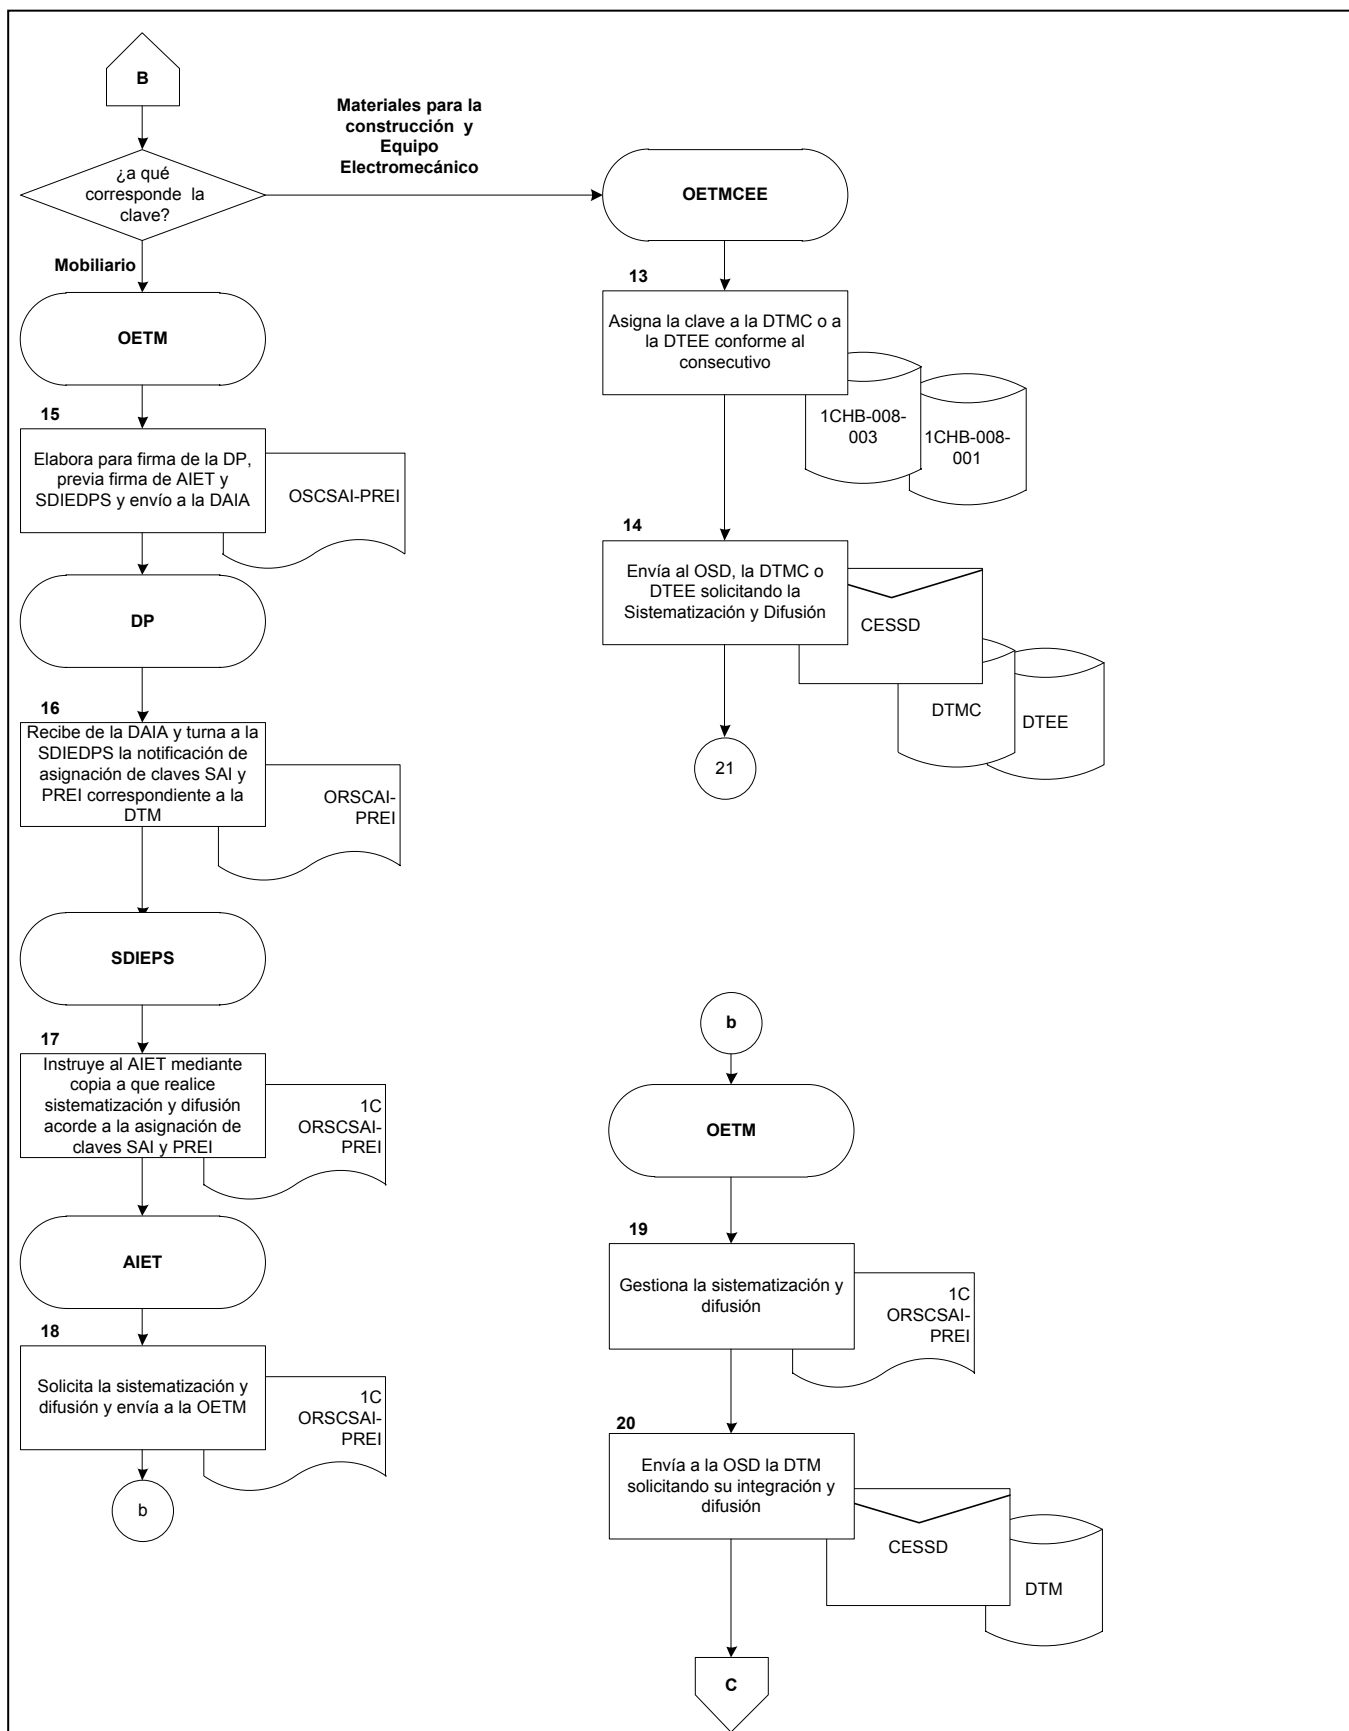 B
¿a qué
corresponde la
clave?
Materiales para la
construcción y
Equipo
Electromecánico
Mobiliario
OETM
15
Elabora para firma de la DP,
previa firma de AIET y
SDIEDPS y envío a la DAIA
OSCSAI-PREI
DP
16
Recibe de la DAIA y turna a la
SDIEDPS la notificación de
asignación de claves SAI y
PREI correspondiente a la
DTM
ORSCAI-
PREI
SDIEPS
17
Instruye al AIET mediante
copia a que realice
sistematización y difusión
acorde a la asignación de
claves SAI y PREI
1C
ORSCSAI-
PREI
AIET
18
Solicita la sistematización y
difusión y envía a la OETM
1C
ORSCSAI-
PREI
b
OETMCEE
13
Asigna la clave a la DTMC o a
la DTEE conforme al
consecutivo
1CHB-008-
003
1CHB-008-
001
14
Envía al OSD, la DTMC o
DTEE solicitando la
Sistematización y Difusión
CESSD
DTMC
DTEE
21
b
OETM
19
Gestiona la sistematización y
difusión
1C
ORSCSAI-
PREI
20
Envía a la OSD la DTM
solicitando su integración y
difusión
CESSD
DTM
C